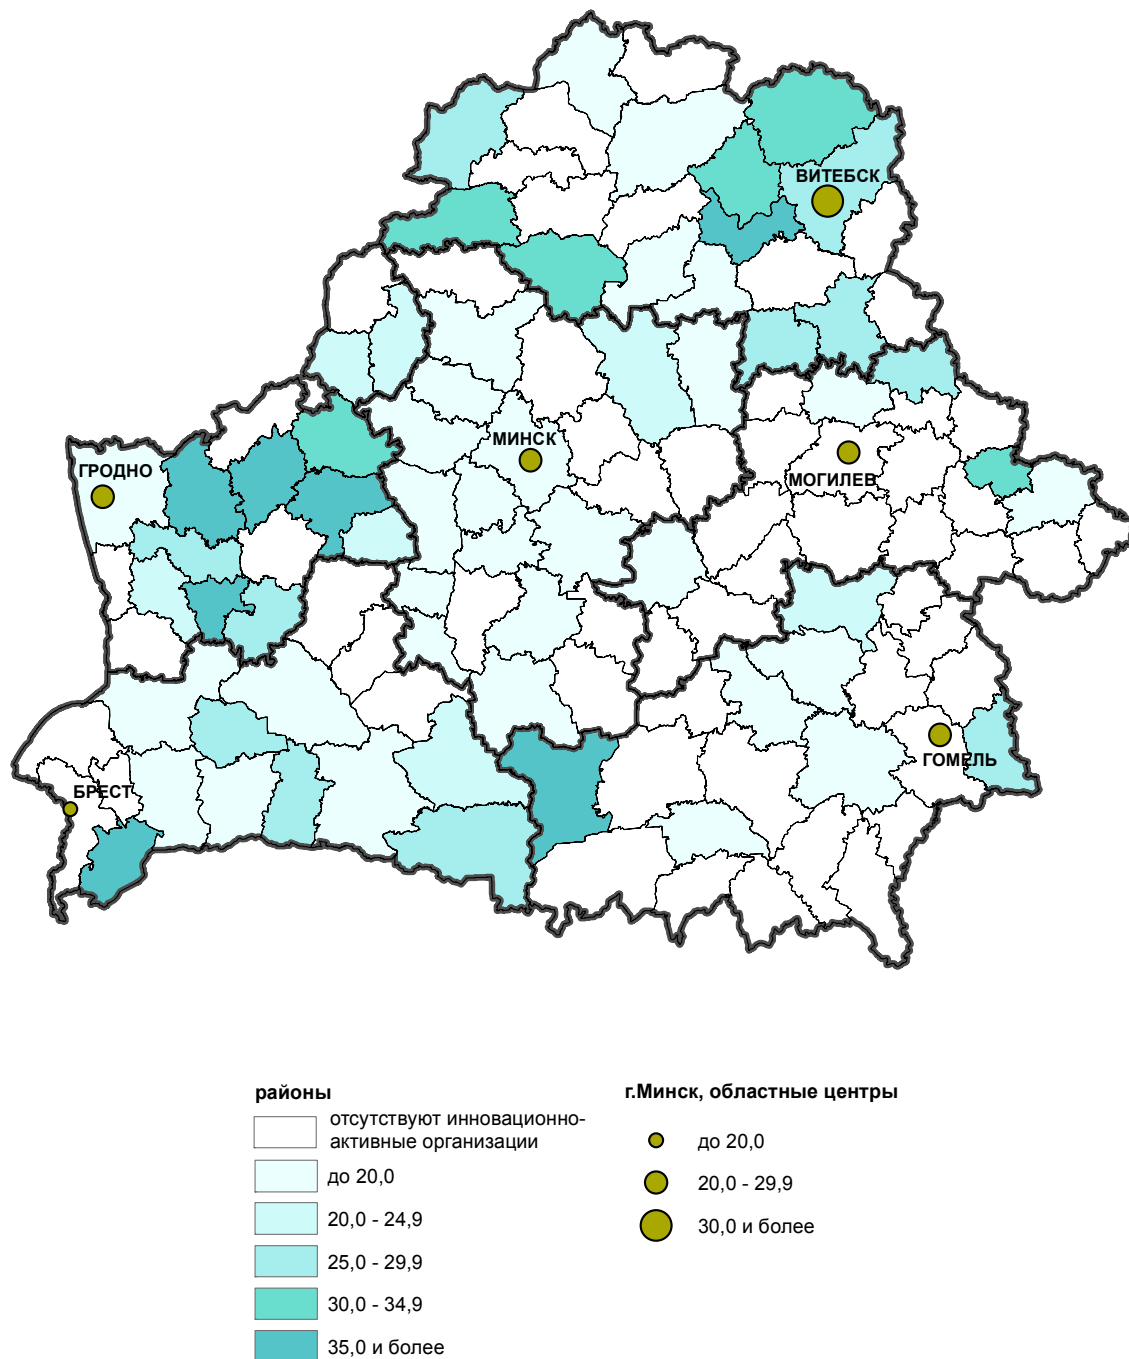 ВИТЕБСК
МИНСК
ГРОДНО
МОГИЛЕВ
ГОМЕЛЬ
БРЕСТ
районы
отсутствуют инновационно-
активные организации
до 20,0
20,0 - 24,9
25,0 - 29,9
30,0 - 34,9
35,0 и более
г.Минск, областные центры
до 20,0
20,0 - 29,9
30,0 и более